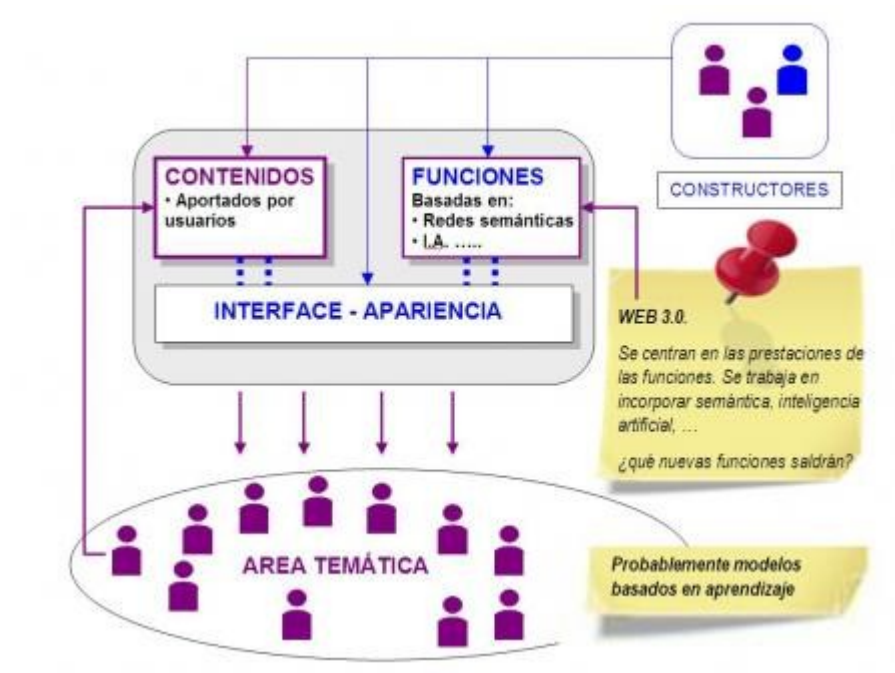 CONTENIDOS
• Aportados por
usuarios
FUNCIONES
Basadas en:
• Redes semánticas
• I.A. .....
INTERFACE - APARIENCIA
CONSTRUCTORES
WEB 3.0.
Se centran en las prestaciones de
las funciones. Se trabaja en
incorporar semántica, inteligencia
artificial, …
¿qué nuevas funciones saldrán?
AREA TEMÁTICA
Probablemente modelos
basados en aprendizaje